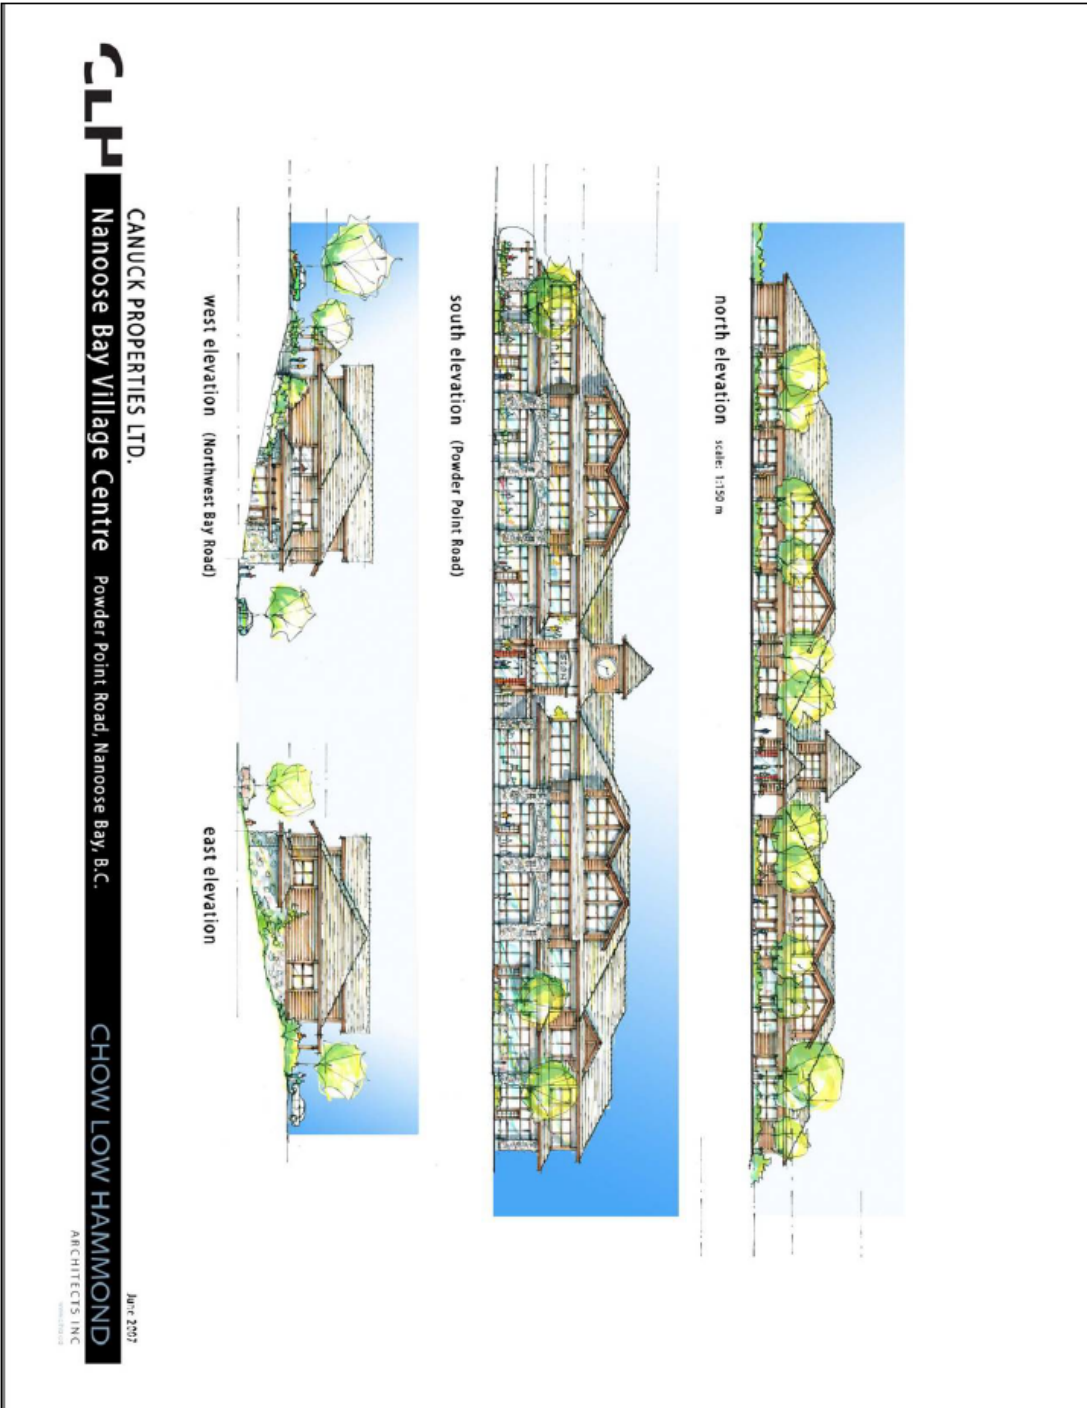 north elevation scale: 1:150 m
south elevation (Powder Point Road)
west elevation (Northwest Bay Road)
east elevation
CANUCK PROPERTIES LTD.
June 2007
CLH
Nanoose Bay Village Centre Powder Point Road, Nanoose Bay, B.C.
CHOW LOW HAMMOND
ARCHITECTS INC